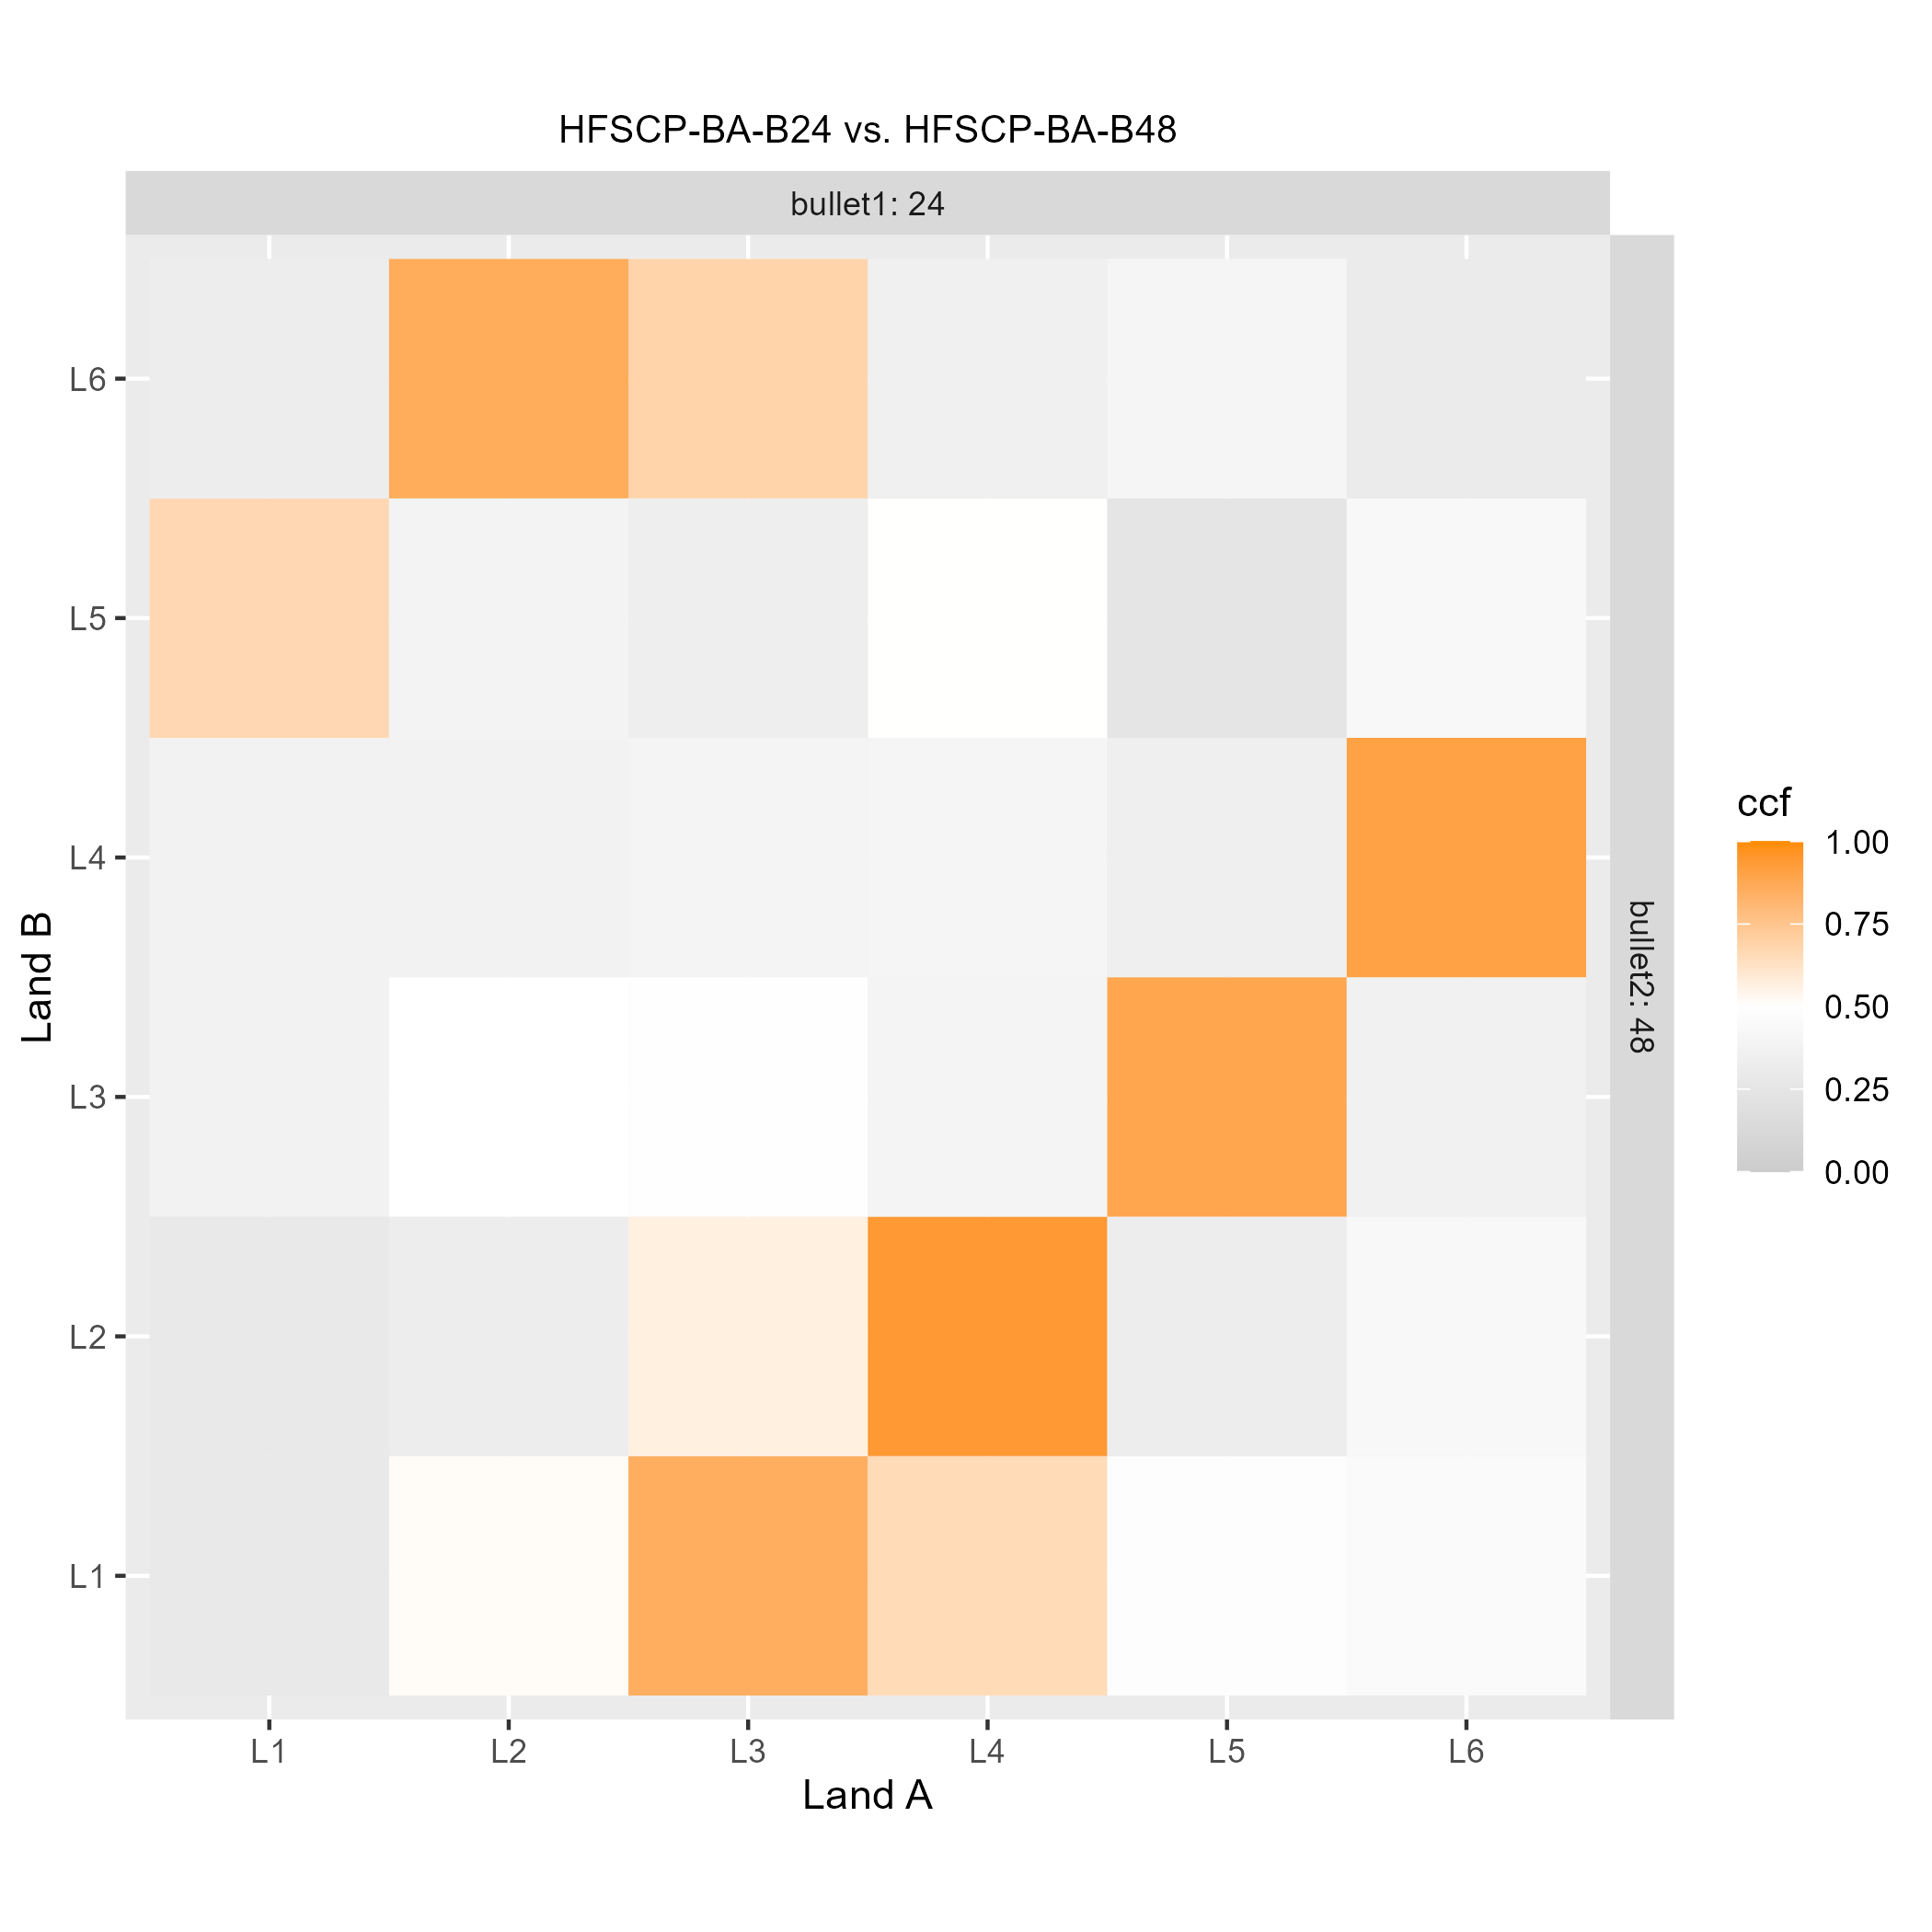 HFSCP-BA-B24 vs. HFSCP-BA-B48
bullet1: 24
L6
L5
L4
L3
L2
L1
Land B
L1 L2 L3 L4 L5 L6
Land A
bullet2: 48
ccf
1.00
0.75
0.50
0.25
0.00